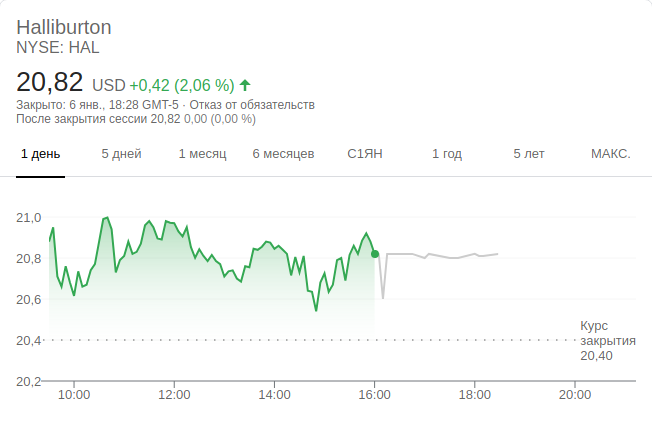 Halliburton
NYSE: HAL
20,82 USD +0,42 (2,06 %)
Закрыто: 6 янв., 18:28 GMT-5 · Отказ от обязательств
После закрытия сессии 20,82 0,00 (0,00 %)
1 день 5 дней 1 месяц 6 месяцев С1ЯН 1 год 5 лет МАКС.
21,0
20,8
20,6
20,4
20,2
Курс
закрытия
20,40
10:00 12:00 14:00 16:00 18:00 20:00